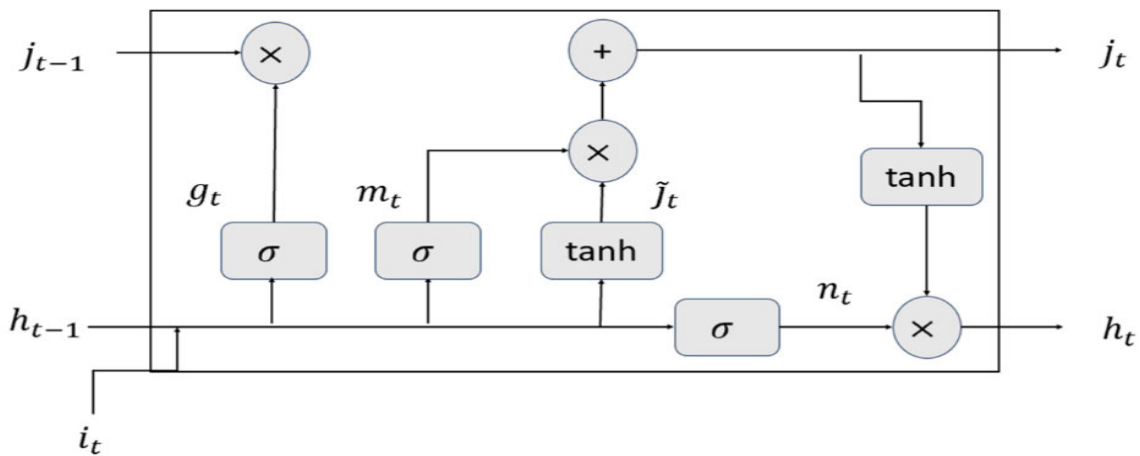 j_{t-1} × + j_t
×
tanh
g_t m_t j̃_t
σ σ tanh
n_t
h_{t-1} σ × h_t
i_t